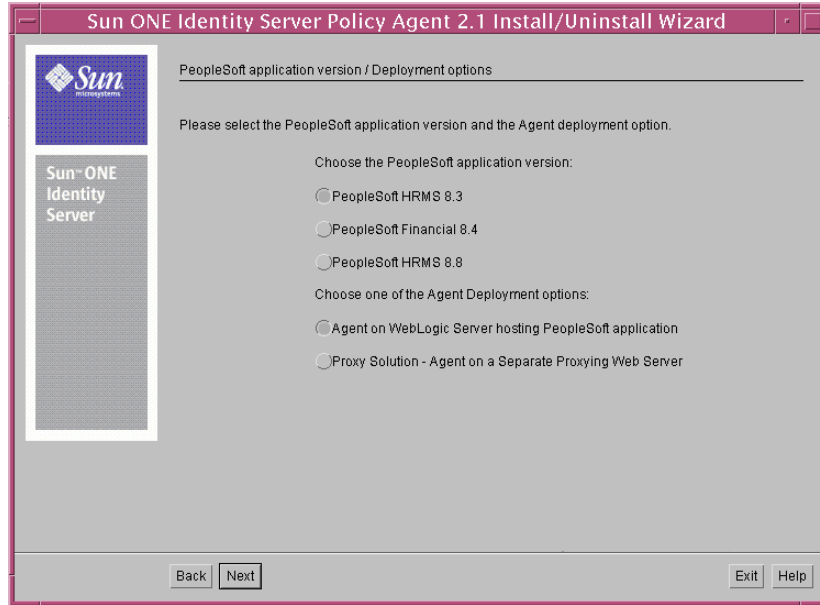 Sun ONE Identity Server Policy Agent 2.1 Install/Uninstall Wizard
Sun
microsystems
Sun™ ONE
Identity
Server
PeopleSoft application version / Deployment options
Please select the PeopleSoft application version and the Agent deployment option.
Choose the PeopleSoft application version:
PeopleSoft HRMS 8.3
PeopleSoft Financial 8.4
PeopleSoft HRMS 8.8
Choose one of the Agent Deployment options:
Agent on WebLogic Server hosting PeopleSoft application
Proxy Solution - Agent on a Separate Proxying Web Server
Back Next Exit Help